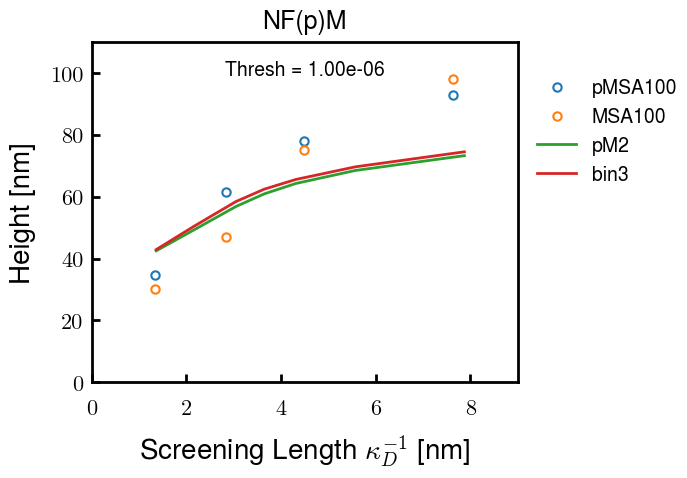 NF(p)M
Thresh = 1.00e-06
100
80
60
40
20
0
Height [nm]
0 2 4 6 8
Screening Length κ_D^{-1} [nm]
pMSA100
MSA100
pM2
bin3